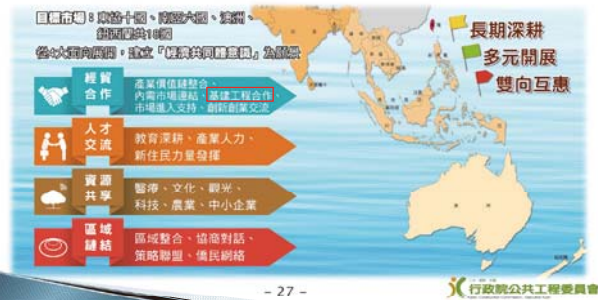 目標市場：東協十國、南亞六國、澳洲、
紐西蘭共18國
從4大面向展開，建立「經濟共同體意識」為願景
長期深耕
多元開展
雙向互惠
經貿
合作
產業價值鏈整合、
內需市場連結、基建工程合作、
市場進入支持、創新創業交流
人才
交流
教育深耕、產業人力、
新住民力量發揮
資源
共享
醫療、文化、觀光、
科技、農業、中小企業
區域
鏈結
區域整合、協商對話、
策略聯盟、僑民網絡
- 27 -
行政院公共工程委員會